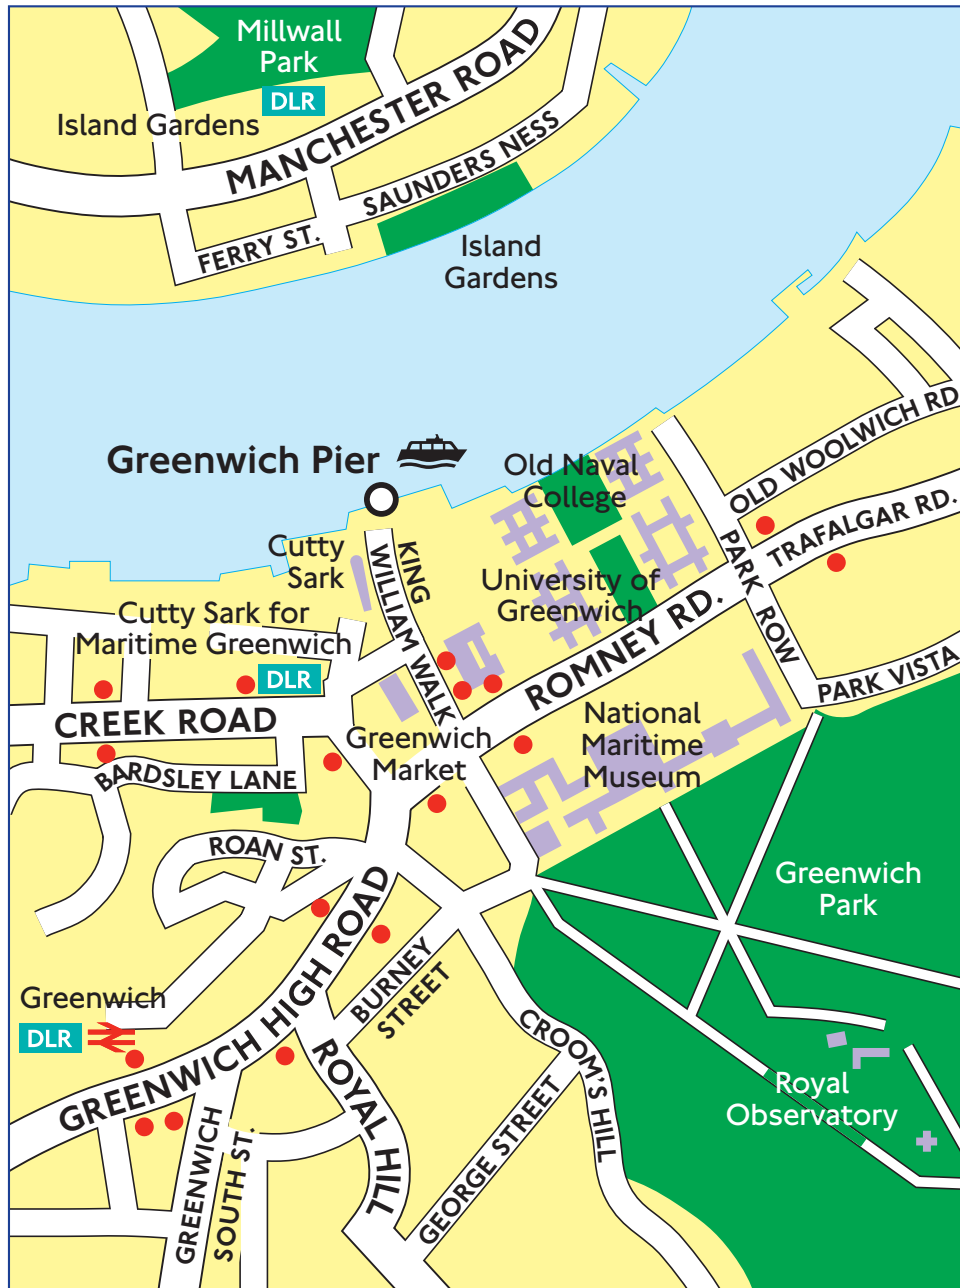 Millwall
Park
DLR
Island Gardens
MANCHESTER ROAD
SAUNDERS NESS
FERRY ST.
Island
Gardens
Greenwich Pier
Old Naval
College
OLD WOOLWICH RD
TRAFALGAR RD.
Cutty
Sark
KING
WILLIAM WALK
University of
Greenwich
PARK ROW
Cutty Sark for
Maritime Greenwich
DLR
ROMNEY RD.
PARK VISTA
CREEK ROAD
Greenwich
Market
National
Maritime
Museum
BARDSLEY LANE
ROAN ST.
Greenwich
Park
GREENWICH HIGH ROAD
BURNEY
STREET
Greenwich
DLR
CROOM'S HILL
ROYAL HILL
Royal
Observatory
GEORGE STREET
GREENWICH
SOUTH ST.